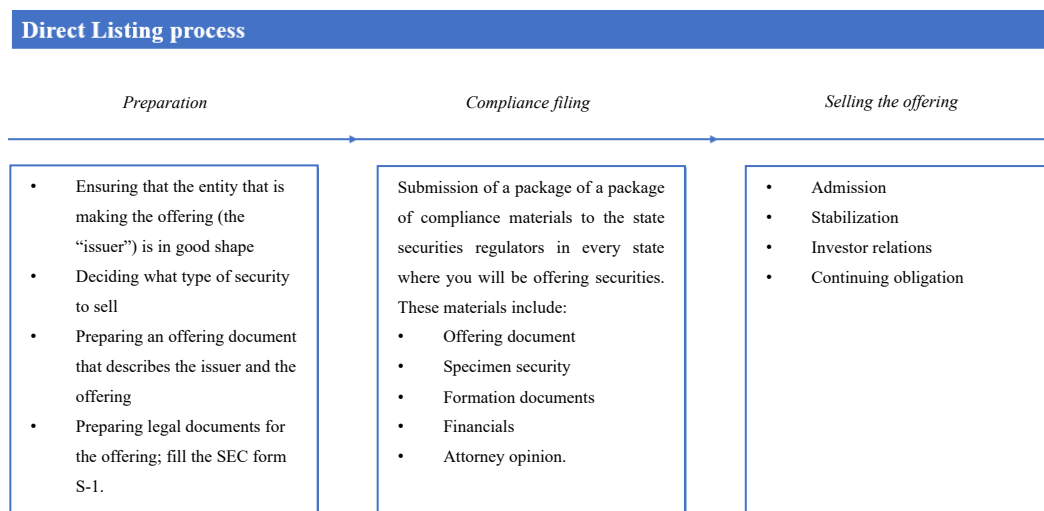 Direct Listing process
Preparation
Compliance filing
Selling the offering
• Ensuring that the entity that is
making the offering (the
“issuer”) is in good shape
• Deciding what type of security
to sell
• Preparing an offering document
that describes the issuer and the
offering
• Preparing legal documents for
the offering; fill the SEC form
S-1.
Submission of a package of a package
of compliance materials to the state
securities regulators in every state
where you will be offering securities.
These materials include:
• Offering document
• Specimen security
• Formation documents
• Financials
• Attorney opinion.
• Admission
• Stabilization
• Investor relations
• Continuing obligation